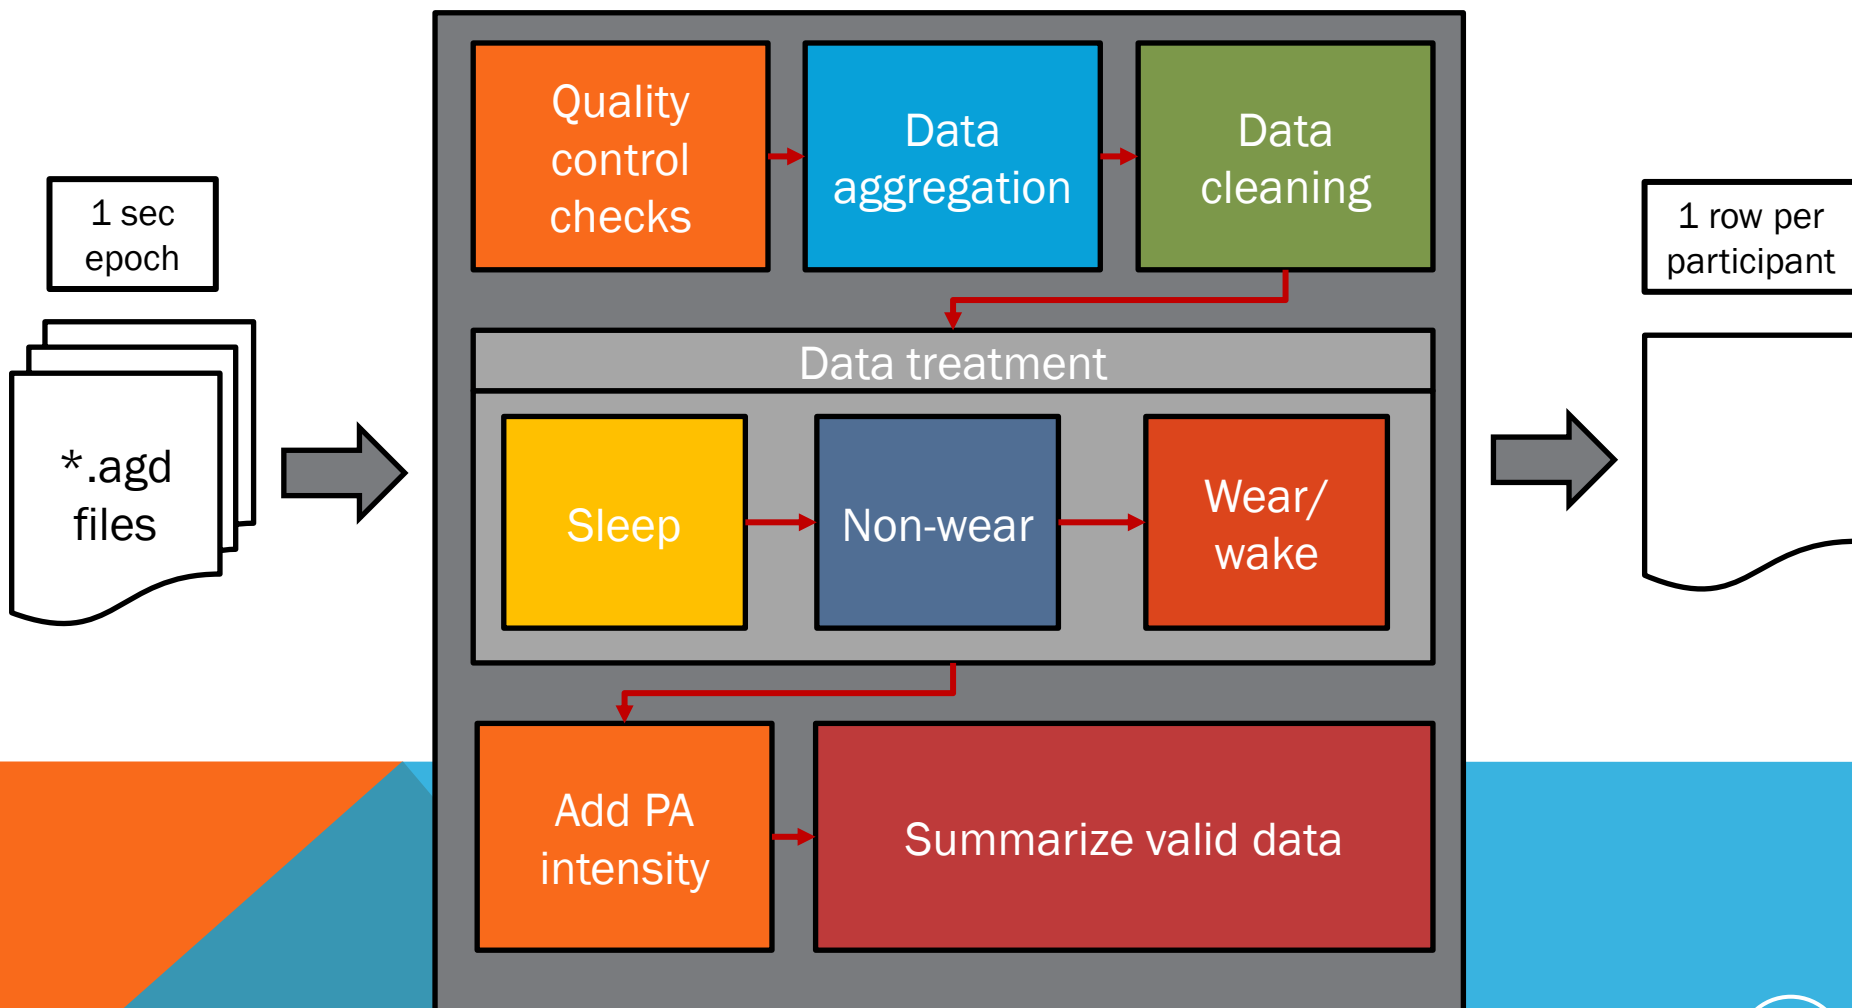 1 sec
epoch
*.agd
files
Quality
control
checks
Data
aggregation
Data
cleaning
Data treatment
Sleep
Non-wear
Wear/
wake
Add PA
intensity
Summarize valid data
1 row per
participant